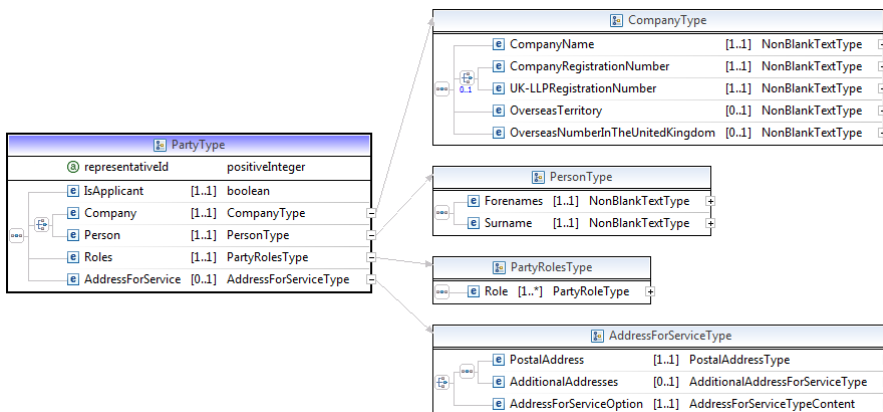 CompanyType
CompanyName [1..1] NonBlankTextType
CompanyRegistrationNumber [1..1] NonBlankTextType
0..1
UK-LLPRegistrationNumber [1..1] NonBlankTextType
OverseasTerritory [0..1] NonBlankTextType
OverseasNumberInTheUnitedKingdom [0..1] NonBlankTextType
PartyType
representativeId positiveInteger
IsApplicant [1..1] boolean
Company [1..1] CompanyType
Person [1..1] PersonType
Roles [1..1] PartyRolesType
AddressForService [0..1] AddressForServiceType
PersonType
Forenames [1..1] NonBlankTextType
Surname [1..1] NonBlankTextType
PartyRolesType
Role [1..*] PartyRoleType
AddressForServiceType
PostalAddress [1..1] PostalAddressType
AdditionalAddresses [0..1] AdditionalAddressForServiceType
AddressForServiceOption [1..1] AddressForServiceTypeContent